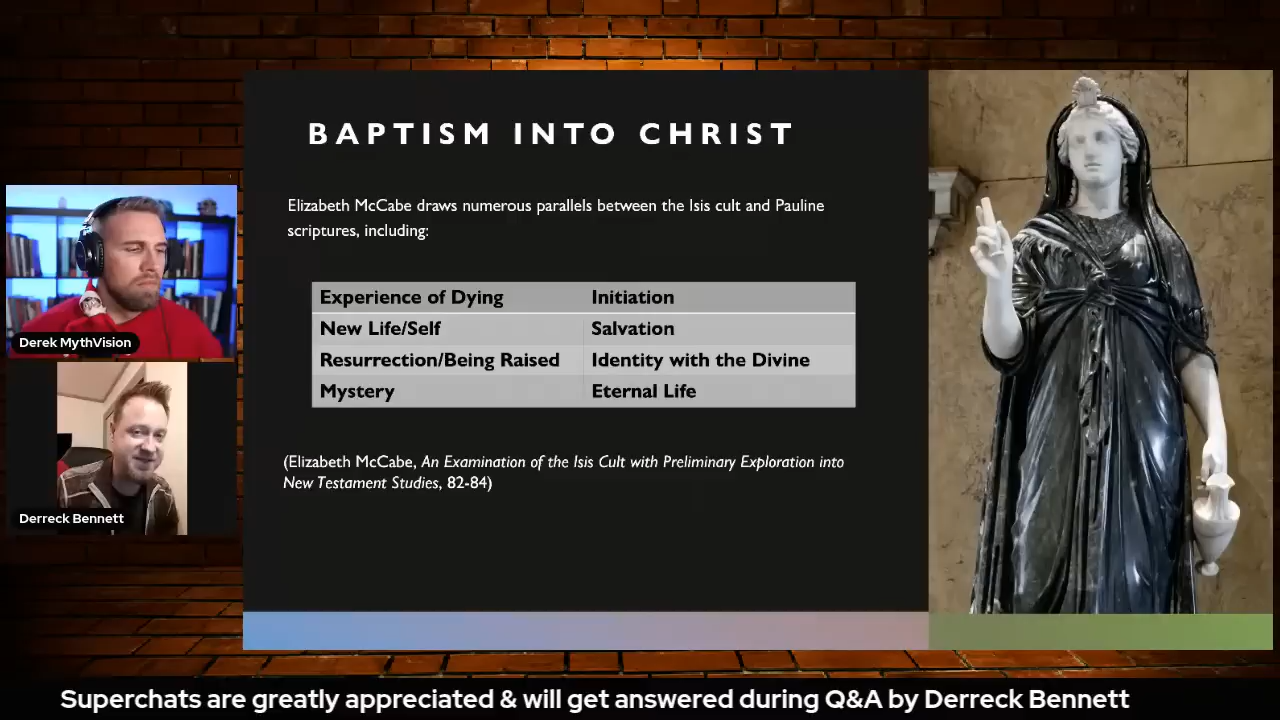 BAPTISM INTO CHRIST
Elizabeth McCabe draws numerous parallels between the Isis cult and Pauline
scriptures, including:
Experience of Dying Initiation
New Life/Self Salvation
Resurrection/Being Raised Identity with the Divine
Mystery Eternal Life
(Elizabeth McCabe, An Examination of the Isis Cult with Preliminary Exploration into
New Testament Studies, 82-84)
Derek MythVision
Derreck Bennett
Superchats are greatly appreciated & will get answered during Q&A by Derreck Bennett